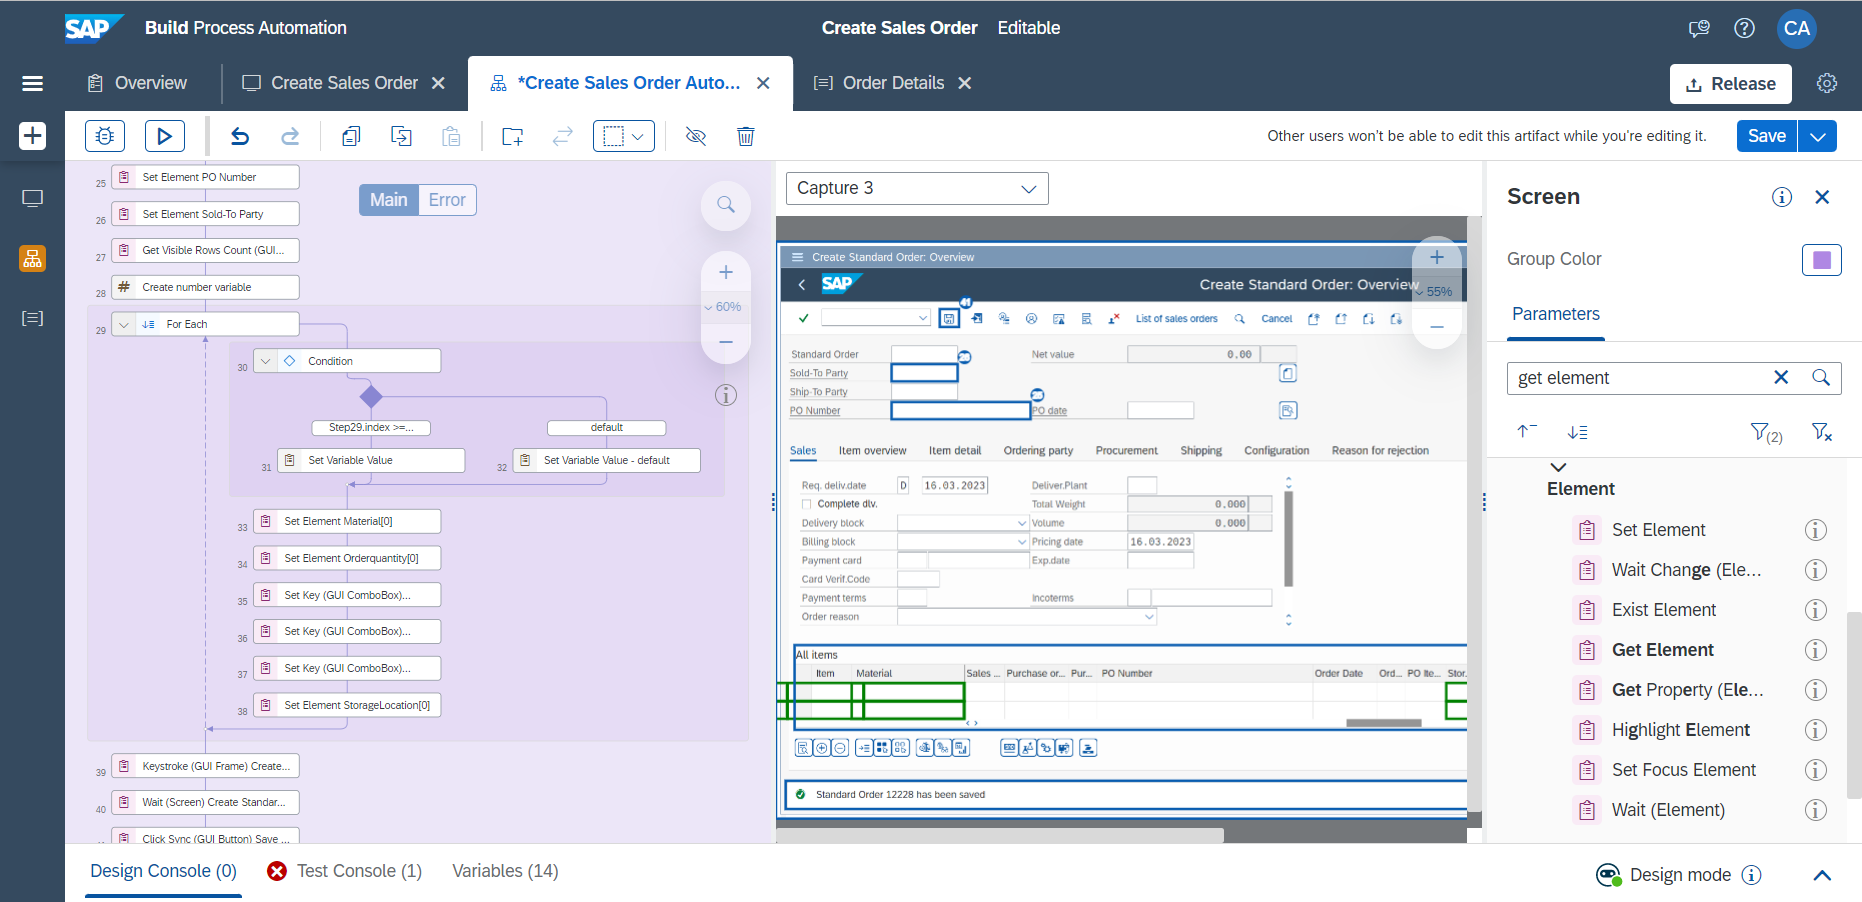 SAP
Build Process Automation
Create Sales Order Editable
CA
Overview
Create Sales Order
*Create Sales Order Auto...
Order Details
Release
Other users won't be able to edit this artifact while you're editing it.
Save
25 Set Element PO Number
26 Set Element Sold-To Party
27 Get Visible Rows Count (GUI...
28 # Create number variable
29 For Each
30 Condition
Step29.index >=...
default
31 Set Variable Value
32 Set Variable Value - default
33 Set Element Material[0]
34 Set Element Orderquantity[0]
35 Set Key (GUI ComboBox)...
36 Set Key (GUI ComboBox)...
37 Set Key (GUI ComboBox)...
38 Set Element StorageLocation[0]
39 Keystroke (GUI Frame) Create...
40 Wait (Screen) Create Standar...
Click Sync (GUI Button) Save ...
Main
Error
60%
Capture 3
Create Standard Order: Overview
SAP
Create Standard Order: Overview
55%
41
List of sales orders
Cancel
Standard Order
Net value
0.00
Sold-To Party
Ship-To Party
PO Number
PO date
Sales
Item overview
Item detail
Ordering party
Procurement
Shipping
Configuration
Reason for rejection
Req. deliv.date D 16.03.2023
Deliver.Plant
Complete dlv.
Total Weight 0.000
Delivery block
Volume 0.000
Billing block
Pricing date 16.03.2023
Payment card
Exp.date
Card Verif.Code
Payment terms
Incoterms
Order reason
All items
Item Material Sales ... Purchase or... Pur... PO Number Order Date Ord... PO Ite... Stor.
Standard Order 12228 has been saved
Screen
Group Color
Parameters
get element
(2)
Element
Set Element
Wait Change (Ele...
Exist Element
Get Element
Get Property (Ele...
Highlight Element
Set Focus Element
Wait (Element)
Design Console (0)
Test Console (1)
Variables (14)
Design mode